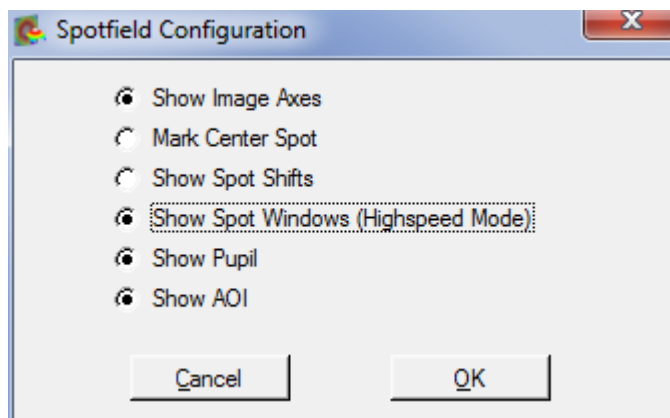 Spotfield Configuration
Show Image Axes
Mark Center Spot
Show Spot Shifts
Show Spot Windows (Highspeed Mode)
Show Pupil
Show AOI
Cancel OK